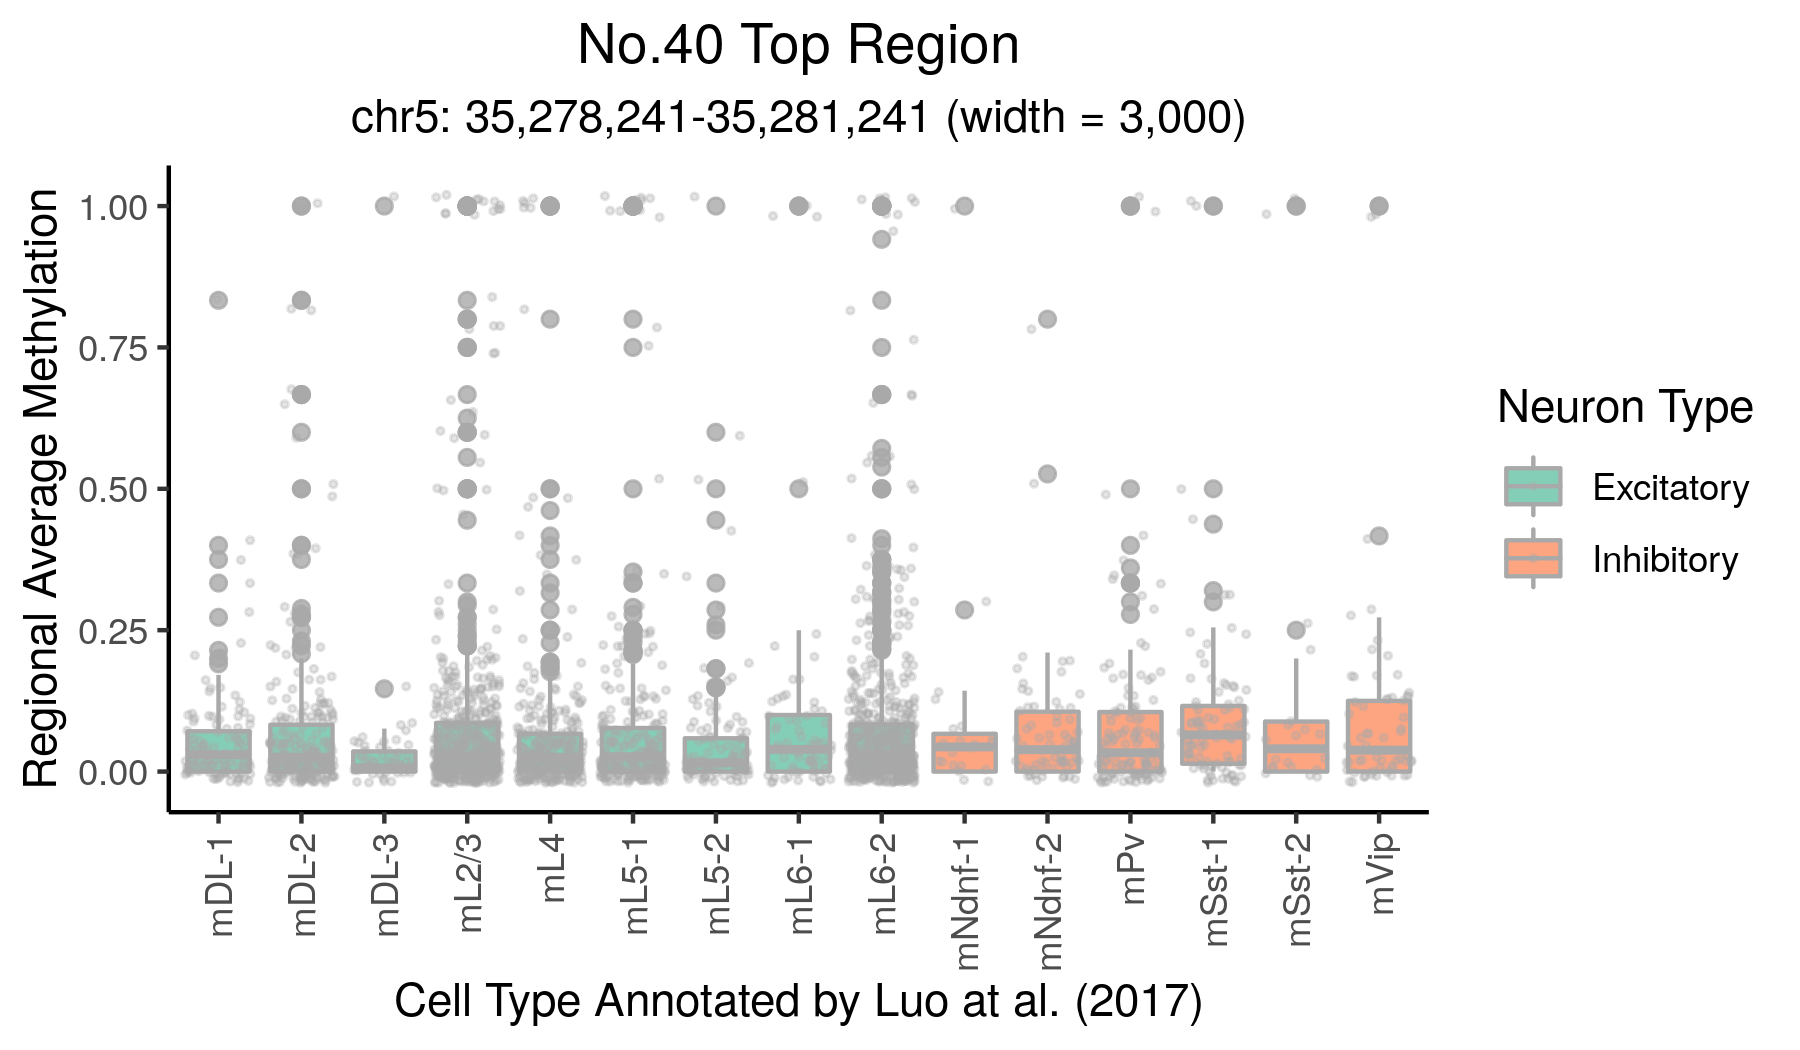 No.40 Top Region
chr5: 35,278,241-35,281,241 (width = 3,000)
Regional Average Methylation
1.00
0.75
0.50
0.25
0.00
mDL-1
mDL-2
mDL-3
mL2/3
mL4
mL5-1
mL5-2
mL6-1
mL6-2
mNdnf-1
mNdnf-2
mPv
mSst-1
mSst-2
mVip
Cell Type Annotated by Luo at al. (2017)
Neuron Type
Excitatory
Inhibitory